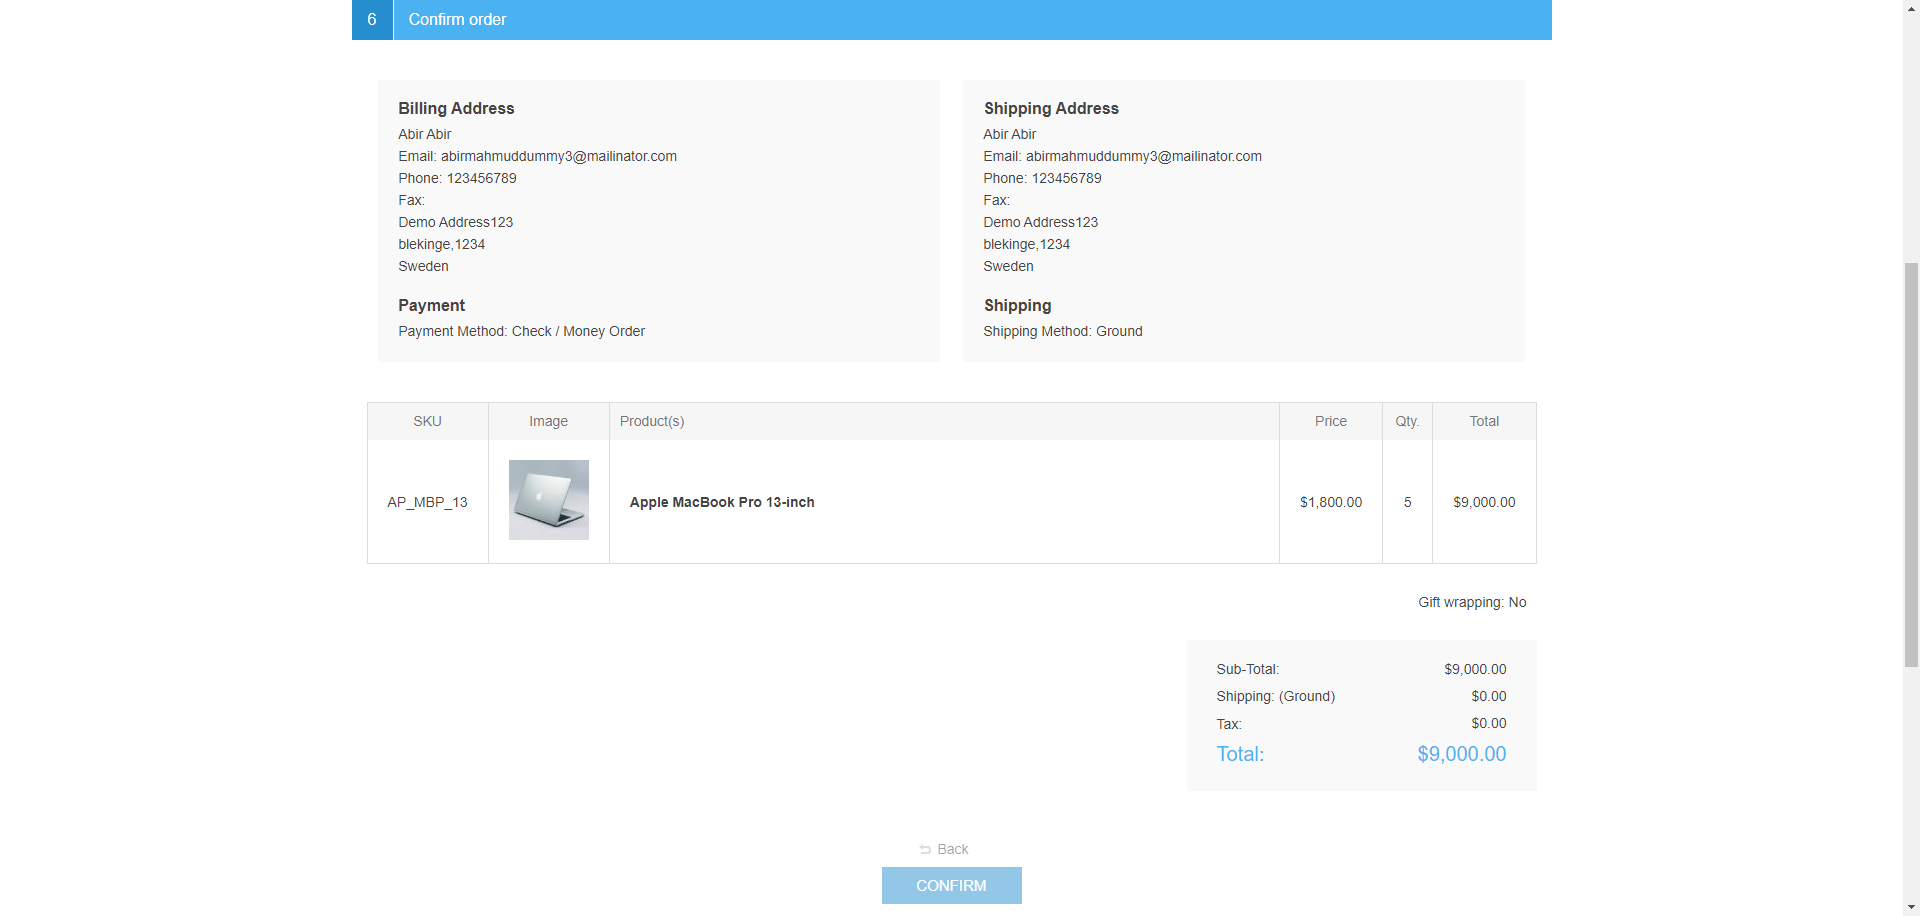 6 Confirm order
Billing Address
Abir Abir
Email: abirmahmuddummy3@mailinator.com
Phone: 123456789
Fax:
Demo Address123
blekinge,1234
Sweden
Payment
Payment Method: Check / Money Order
Shipping Address
Abir Abir
Email: abirmahmuddummy3@mailinator.com
Phone: 123456789
Fax:
Demo Address123
blekinge,1234
Sweden
Shipping
Shipping Method: Ground
SKU Image Product(s) Price Qty. Total
AP_MBP_13 Apple MacBook Pro 13-inch $1,800.00 5 $9,000.00
Gift wrapping: No
Sub-Total: $9,000.00
Shipping: (Ground) $0.00
Tax: $0.00
Total: $9,000.00
Back
CONFIRM